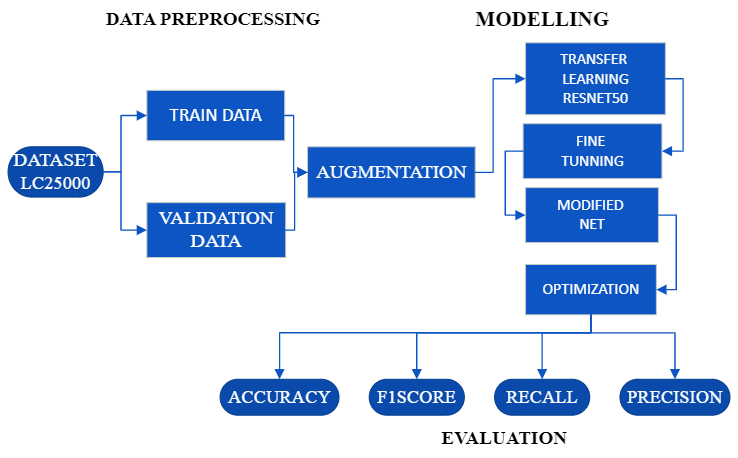 DATA PREPROCESSING
MODELLING
DATASET
LC25000
TRAIN DATA
VALIDATION
DATA
AUGMENTATION
TRANSFER
LEARNING
RESNET50
FINE
TUNNING
MODIFIED
NET
OPTIMIZATION
ACCURACY
F1SCORE
RECALL
PRECISION
EVALUATION